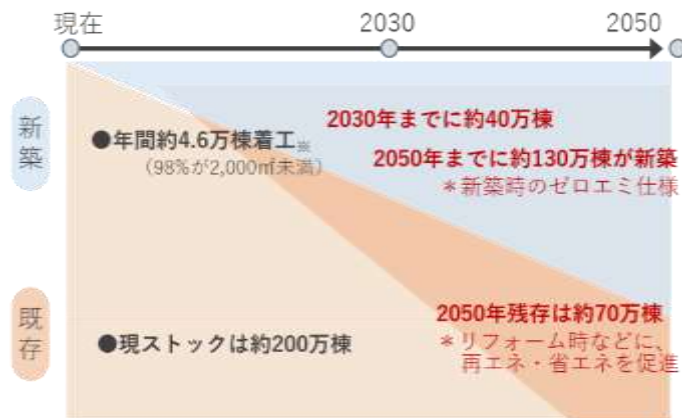 現在
2030
2050
新築
●年間約4.6万棟着工※
（98%が2,000㎡未満）
2030年までに約40万棟
2050年までに約130万棟が新築
＊新築時のゼロエミ仕様
既存
●現ストックは約200万棟
2050年残存は約70万棟
＊リフォーム時などに、
再エネ・省エネを促進